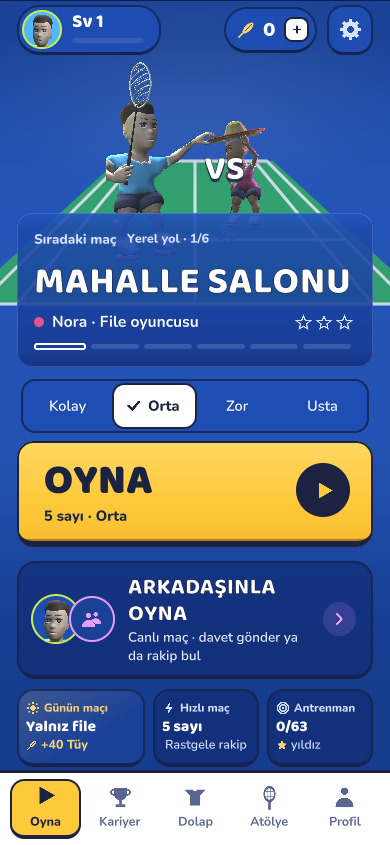 Sv 1
0
+
VS
Sıradaki maç Yerel yol · 1/6
MAHALLE SALONU
Nora · File oyuncusu
Kolay
Orta
Zor
Usta
OYNA
5 sayı · Orta
ARKADAŞINLA
OYNA
Canlı maç · davet gönder ya
da rakip bul
Günün maçı
Yalnız file
+40 Tüy
Hızlı maç
5 sayı
Rastgele rakip
Antrenman
0/63
yıldız
Oyna
Kariyer
Dolap
Atölye
Profil